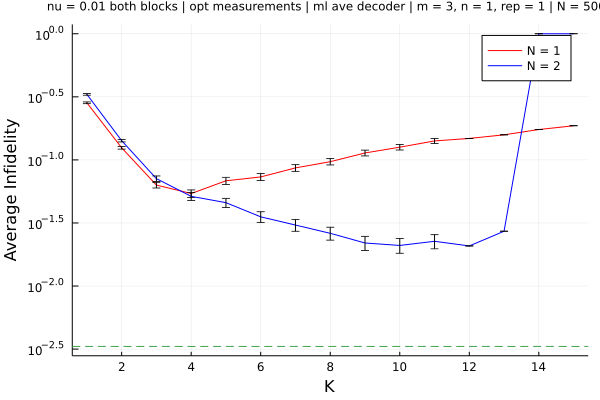 nu = 0.01 both blocks | opt measurements | ml ave decoder | m = 3, n = 1, rep = 1 | N = 500
10^0.0
N = 1
N = 2
10^-0.5
10^-1.0
Average Infidelity
10^-1.5
10^-2.0
10^-2.5
2 4 6 8 10 12 14
K